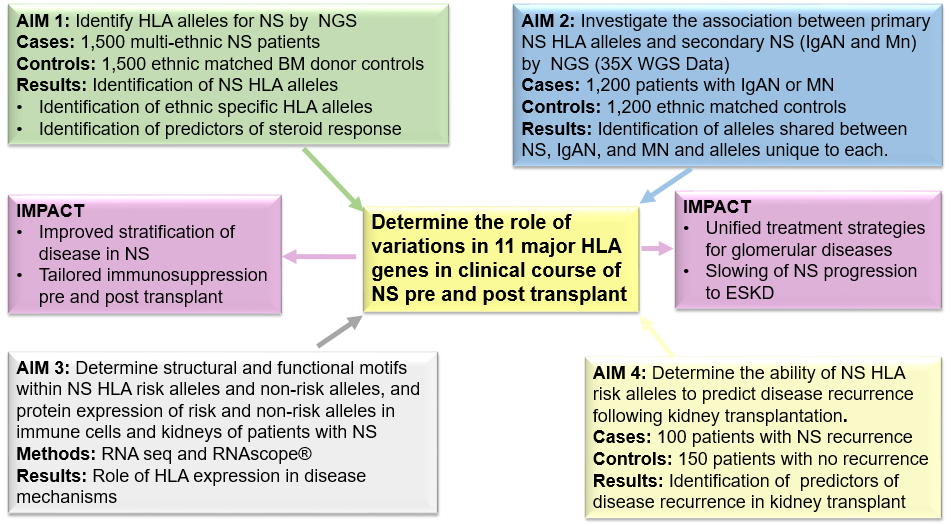 AIM 1: Identify HLA alleles for NS by NGS
Cases: 1,500 multi-ethnic NS patients
Controls: 1,500 ethnic matched BM donor controls
Results: Identification of NS HLA alleles
• Identification of ethnic specific HLA alleles
• Identification of predictors of steroid response
AIM 2: Investigate the association between primary
NS HLA alleles and secondary NS (IgAN and Mn)
by NGS (35X WGS Data)
Cases: 1,200 patients with IgAN or MN
Controls: 1,200 ethnic matched controls
Results: Identification of alleles shared between
NS, IgAN, and MN and alleles unique to each.
IMPACT
• Improved stratification of
disease in NS
• Tailored immunosuppression
pre and post transplant
Determine the role of
variations in 11 major HLA
genes in clinical course of
NS pre and post transplant
IMPACT
• Unified treatment strategies
for glomerular diseases
• Slowing of NS progression
to ESKD
AIM 3: Determine structural and functional motifs
within NS HLA risk alleles and non-risk alleles, and
protein expression of risk and non-risk alleles in
immune cells and kidneys of patients with NS
Methods: RNA seq and RNAscope®
Results: Role of HLA expression in disease
mechanisms
AIM 4: Determine the ability of NS HLA
risk alleles to predict disease recurrence
following kidney transplantation.
Cases: 100 patients with NS recurrence
Controls: 150 patients with no recurrence
Results: Identification of predictors of
disease recurrence in kidney transplant